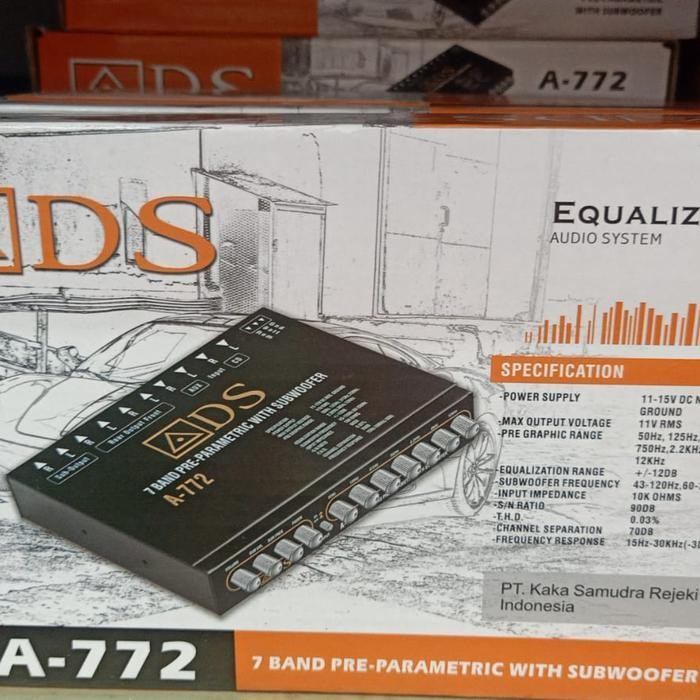 WITH SUBWOOFER
ADS
A-772
ADS
EQUALIZ
AUDIO SYSTEM
Gnd
Batt
Rem
R L R L R L R L
Sub-Output Rear Output Front AUX Input CD
ADS
7 BAND PRE-PARAMETRIC WITH SUBWOOFER
A-772
SPECIFICATION
-POWER SUPPLY 11-15V DC N
GROUND
-MAX OUTPUT VOLTAGE 11V RMS
-PRE GRAPHIC RANGE 50Hz, 125Hz,
750Hz,2.2KHz
12KHz
-EQUALIZATION RANGE +/-12DB
-SUBWOOFER FREQUENCY 43-120Hz,60-
-INPUT IMPEDANCE 10K OHMS
-S/N RATIO 90DB
-T.H.D. 0.03%
-CHANNEL SEPARATION 70DB
-FREQUENCY RESPONSE 15Hz-30KHz(-3
PT. Kaka Samudra Rejeki
Indonesia
A-772
7 BAND PRE-PARAMETRIC WITH SUBWOOFER